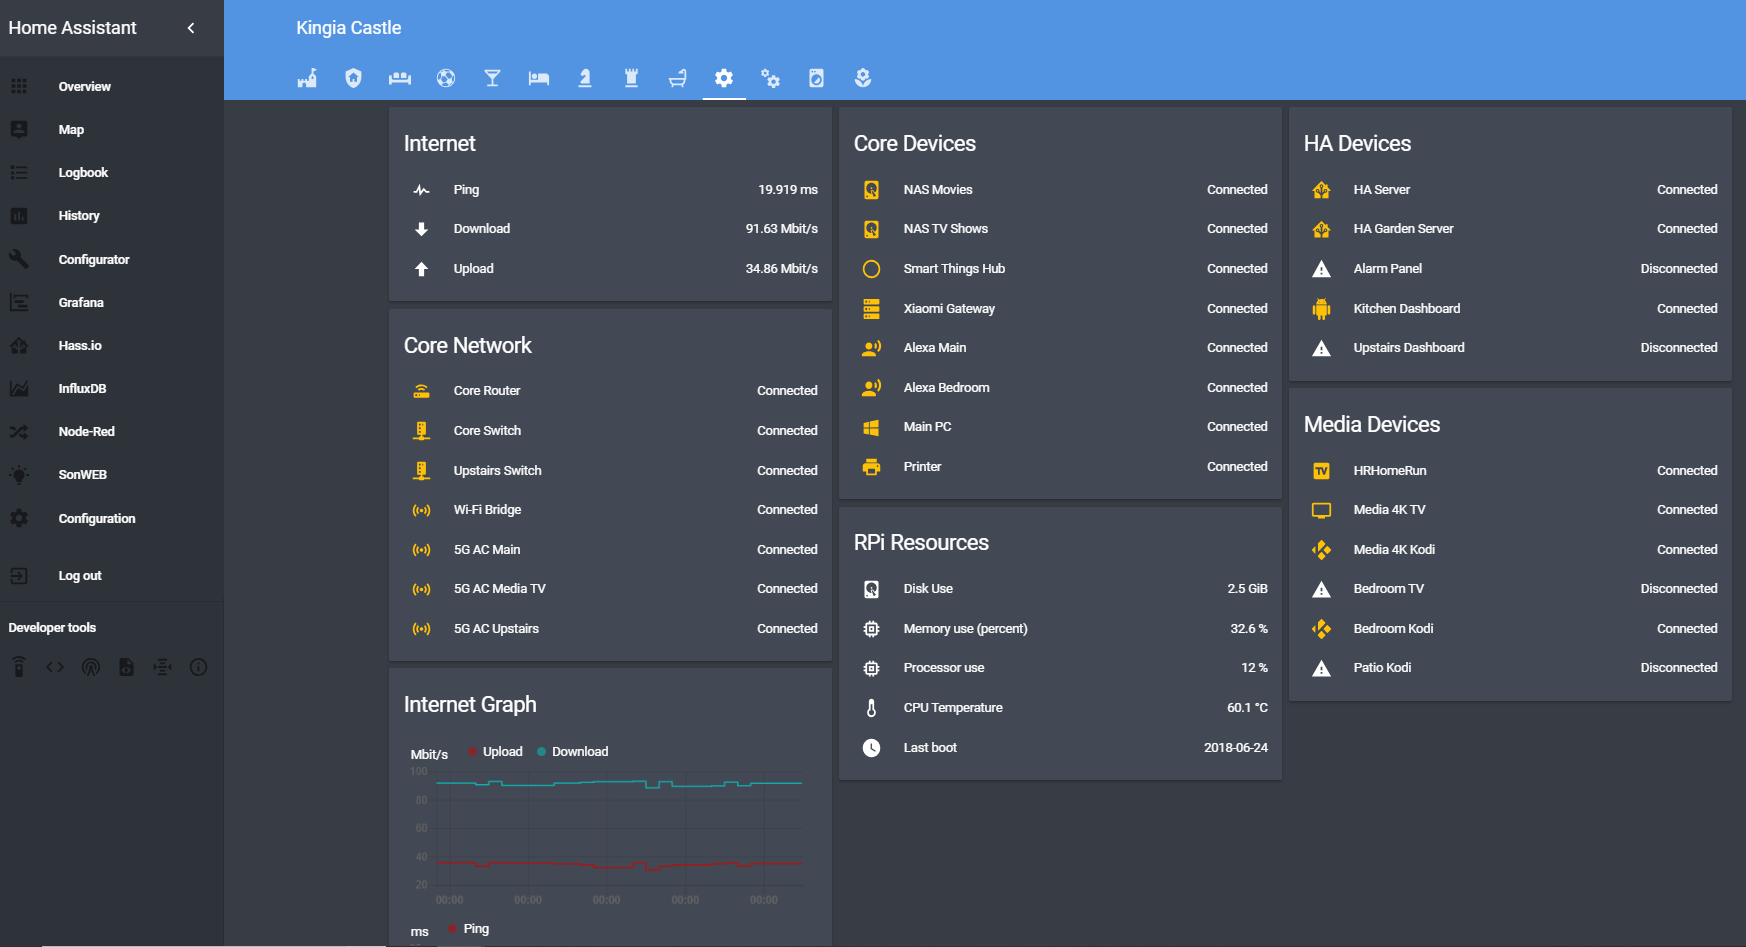 Home Assistant
Overview
Map
Logbook
History
Configurator
Grafana
Hass.io
InfluxDB
Node-Red
SonWEB
Configuration
Log out
Developer tools
Kingia Castle
Internet
Ping 19.919 ms
Download 91.63 Mbit/s
Upload 34.86 Mbit/s
Core Network
Core Router Connected
Core Switch Connected
Upstairs Switch Connected
Wi-Fi Bridge Connected
5G AC Main Connected
5G AC Media TV Connected
5G AC Upstairs Connected
Internet Graph
Mbit/s Upload Download
100
80
60
40
20
00:00 00:00 00:00 00:00 00:00
ms Ping
Core Devices
NAS Movies Connected
NAS TV Shows Connected
Smart Things Hub Connected
Xiaomi Gateway Connected
Alexa Main Connected
Alexa Bedroom Connected
Main PC Connected
Printer Connected
RPi Resources
Disk Use 2.5 GiB
Memory use (percent) 32.6 %
Processor use 12 %
CPU Temperature 60.1 °C
Last boot 2018-06-24
HA Devices
HA Server Connected
HA Garden Server Connected
Alarm Panel Disconnected
Kitchen Dashboard Connected
Upstairs Dashboard Disconnected
Media Devices
TV HRHomeRun Connected
Media 4K TV Connected
Media 4K Kodi Connected
Bedroom TV Disconnected
Bedroom Kodi Connected
Patio Kodi Disconnected